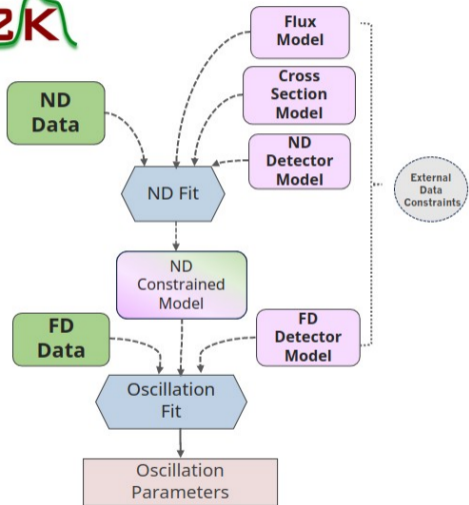 2K
Flux
Model
Cross
Section
Model
ND
Data
ND
Detector
Model
External
Data
Constraints
ND Fit
ND
Constrained
Model
FD
Data
FD
Detector
Model
Oscillation
Fit
Oscillation
Parameters